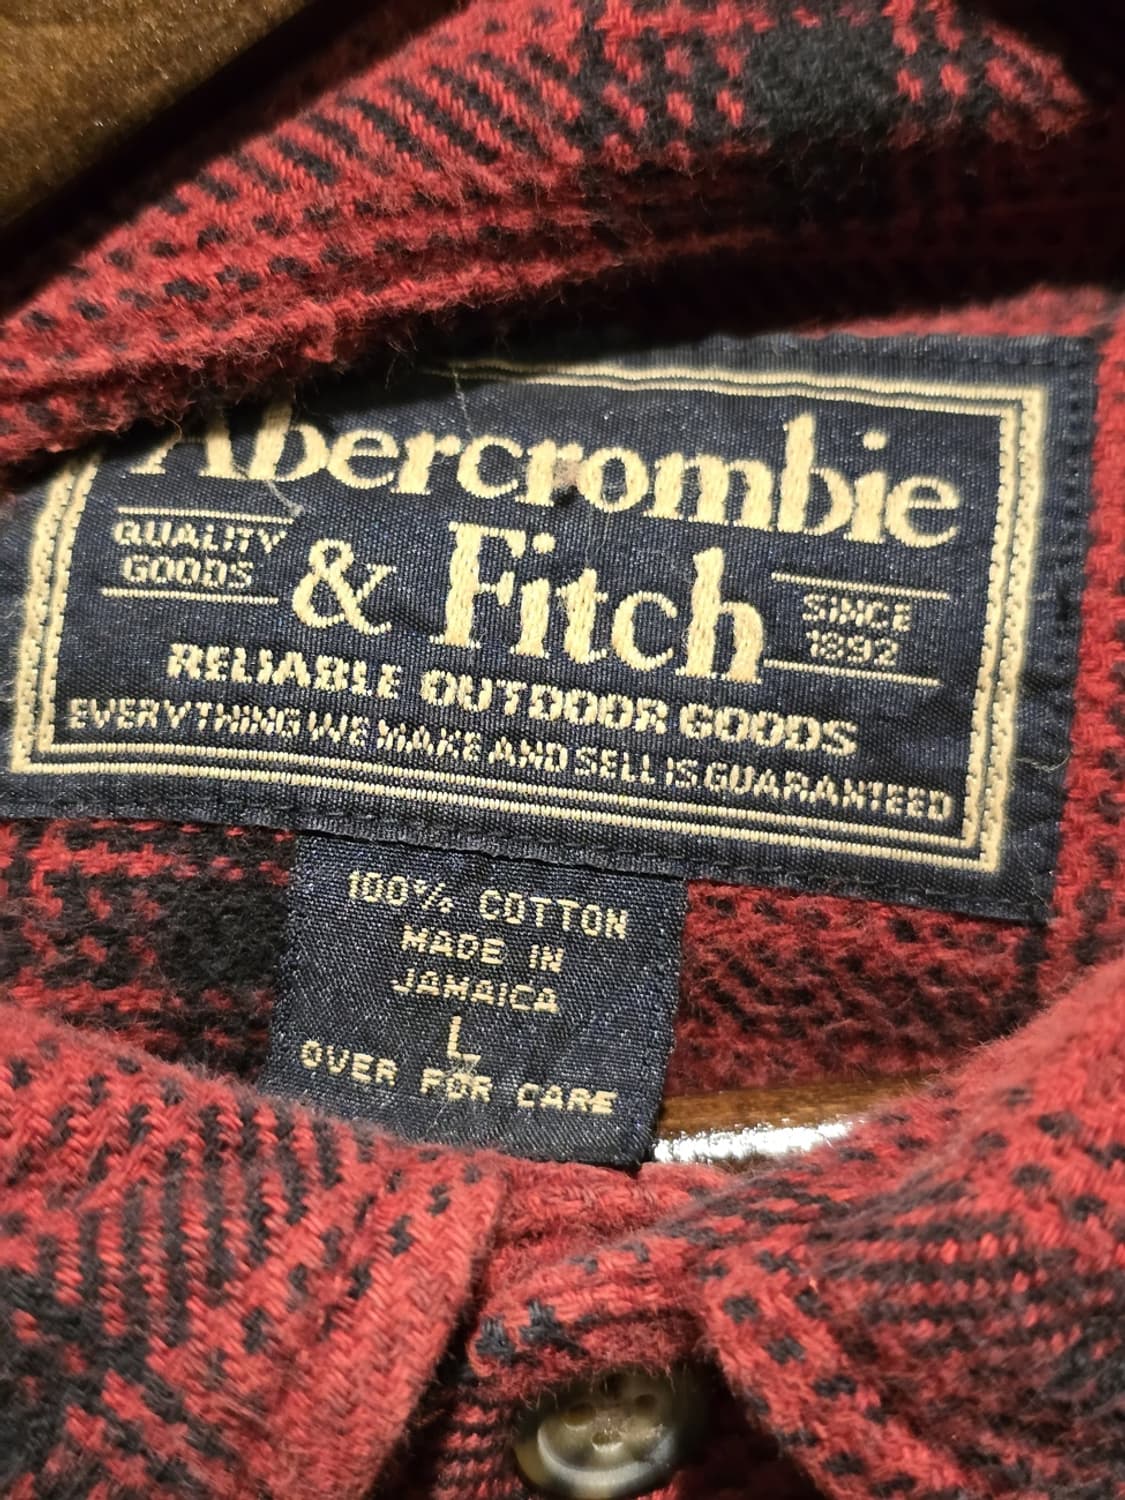 Abercrombie
& Fitch
QUALITY
GOODS
SINCE
1892
RELIABLE OUTDOOR GOODS
EVERYTHING WE MAKE AND SELL IS GUARANTEED
100% COTTON
MADE IN
JAMAICA
L
OVER FOR CARE